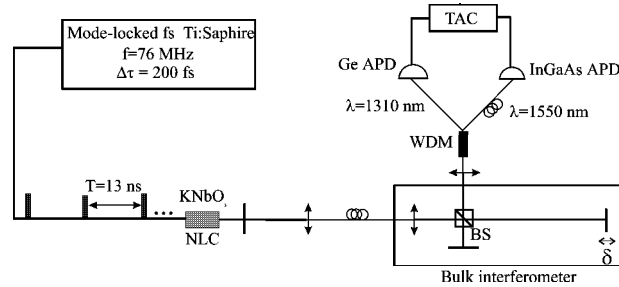 Mode-locked fs Ti:Saphire
f=76 MHz
Δτ = 200 fs
TAC
Ge APD
InGaAs APD
λ=1310 nm
λ=1550 nm
WDM
T=13 ns
...
KNbO3
NLC
BS
δ
Bulk interferometer